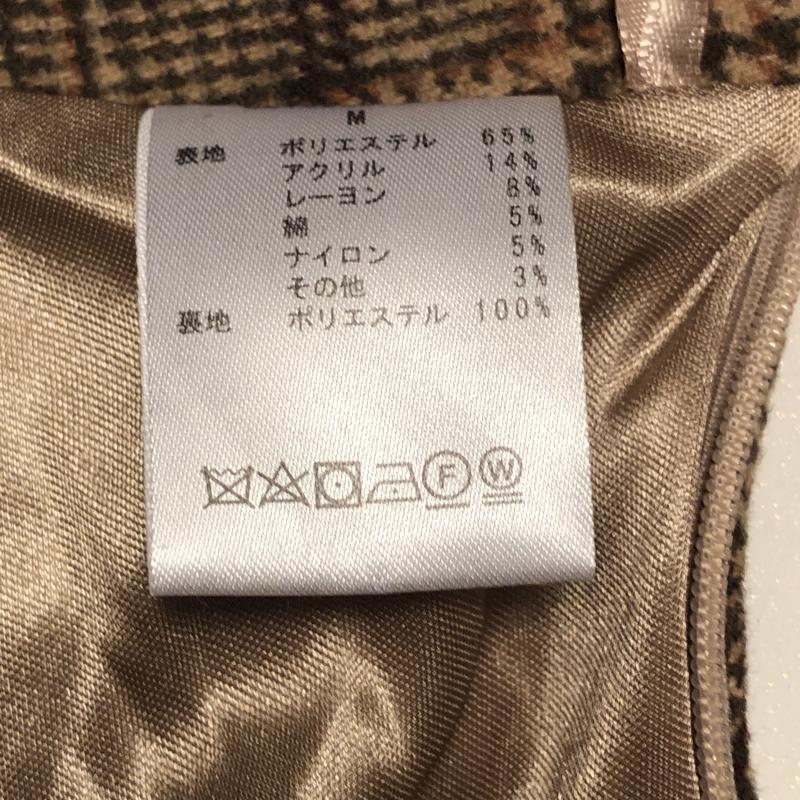 M
表地 ポリエステル 65%
アクリル 14%
レーヨン 8%
綿 5%
ナイロン 5%
その他 3%
裏地 ポリエステル 100%
F W